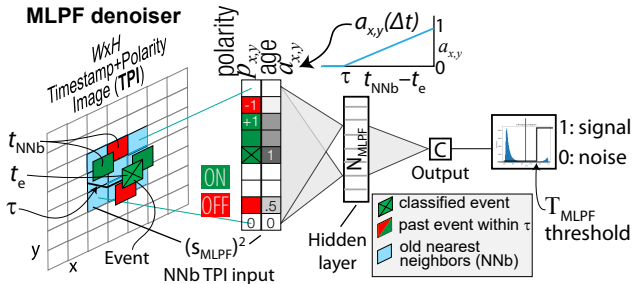 MLPF denoiser
WxH
Timestamp+Polarity
Image (TPI)
t_NNb
t_e
τ
y
x
Event
polarity
p_x,y
age
a_x,y
-1
+1
1
.5
0
0
ON
OFF
(s_MLPF)²
NNb TPI input
a_x,y(Δt)
1
a_x,y
0
τ t_NNb−t_e
N_MLPF
Hidden
layer
C
Output
1: signal
0: noise
T_MLPF
threshold
classified event
past event within τ
old nearest
neighbors (NNb)